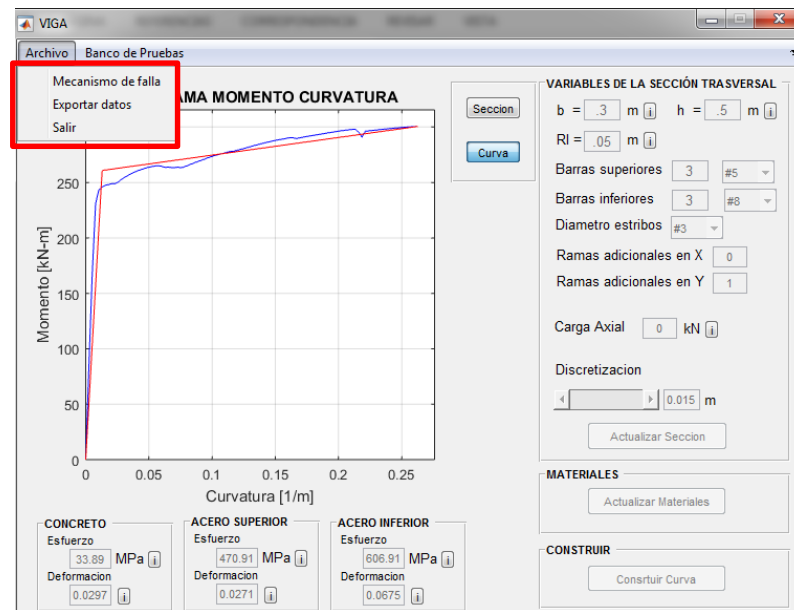 VIGA
Archivo Banco de Pruebas
Mecanismo de falla
Exportar datos
Salir
AMA MOMENTO CURVATURA
Momento [kN-m]
250
200
150
100
50
0
0 0.05 0.1 0.15 0.2 0.25
Curvatura [1/m]
Seccion
Curva
VARIABLES DE LA SECCIÓN TRASVERSAL
b = .3 m i h = .5 m i
Rl = .05 m i
Barras superiores 3 #5
Barras inferiores 3 #8
Diametro estribos #3
Ramas adicionales en X 0
Ramas adicionales en Y 1
Carga Axial 0 kN i
Discretizacion
0.015 m
Actualizar Seccion
MATERIALES
Actualizar Materiales
CONSTRUIR
Consrtuir Curva
CONCRETO
Esfuerzo
33.89 MPa i
Deformacion
0.0297 i
ACERO SUPERIOR
Esfuerzo
470.91 MPa i
Deformacion
0.0271 i
ACERO INFERIOR
Esfuerzo
606.91 MPa i
Deformacion
0.0675 i